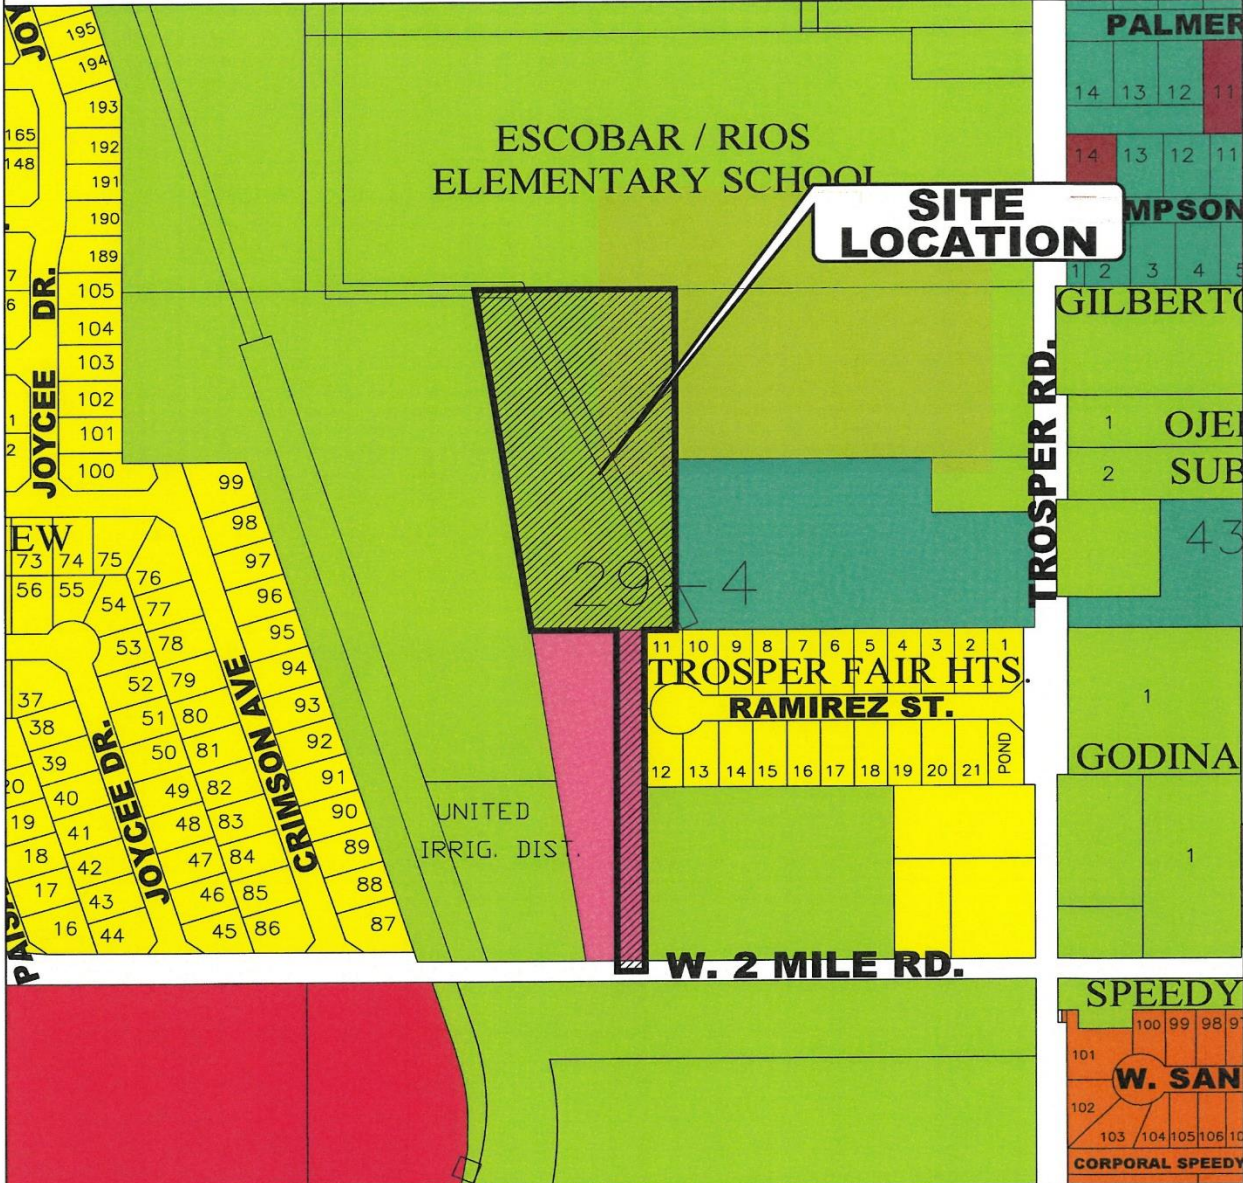 JOY
195
194
193
192
191
190
189
105
104
103
102
101
100
165
148
7
6
1
2
JOYCEE DR.
ESCOBAR / RIOS
ELEMENTARY SCHOOL
SITE
LOCATION
PALMER
14 13 12 11
14 13 12 11
MPSON
1 2 3 4 5
GILBERTO
TROSPER RD.
1 OJE
2 SUB
43
29-4
EW
73 74 75 76
56 55 54 77
53 78
52 79
51 80
50 81
49 82
48 83
47 84
46 85
45 86
99
98
97
96
95
94
93
92
91
90
89
88
87
37
38
39
40
41
42
43
44
20
19
18
17
16
JOYCEE DR.
CRIMSON AVE
11 10 9 8 7 6 5 4 3 2 1
TROSPER FAIR HTS.
RAMIREZ ST.
12 13 14 15 16 17 18 19 20 21 POND
1
GODINA
1
UNITED
IRRIG. DIST.
W. 2 MILE RD.
SPEEDY
100 99 98 97
101
W. SAN
102
103 104 105 106
CORPORAL SPEEDY